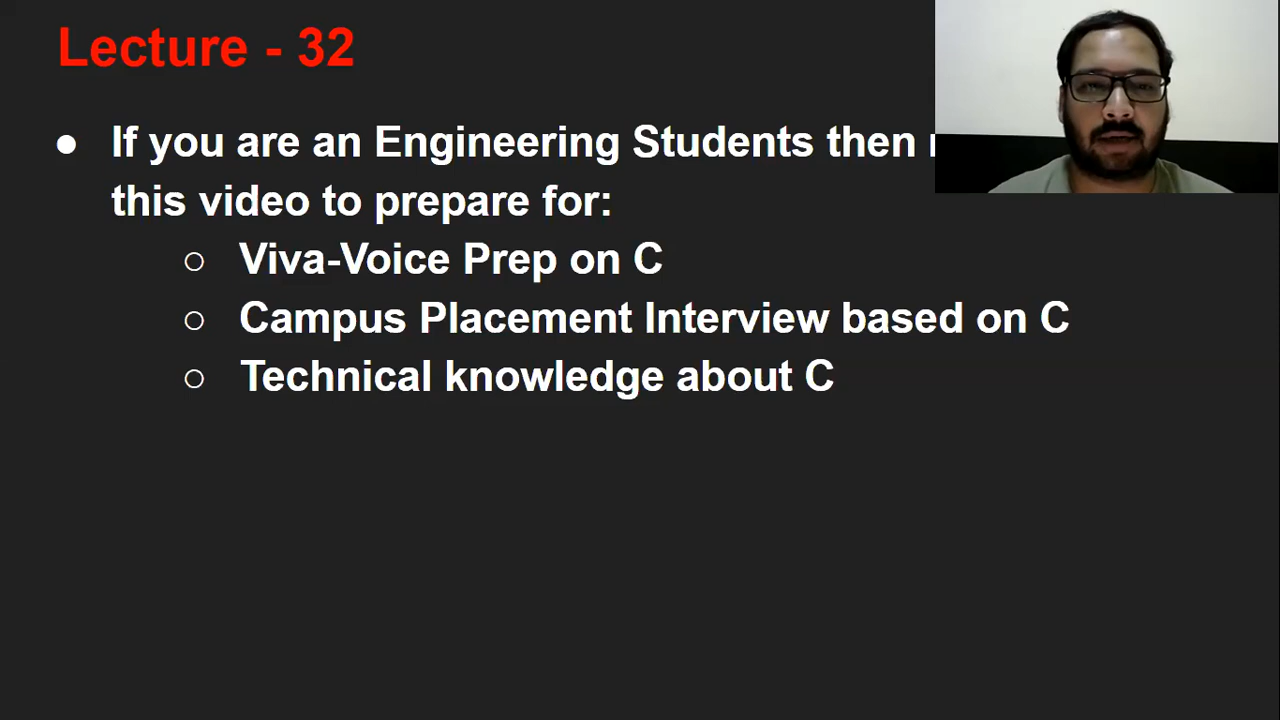 Lecture - 32
● If you are an Engineering Students then
this video to prepare for:
○ Viva-Voice Prep on C
○ Campus Placement Interview based on C
○ Technical knowledge about C